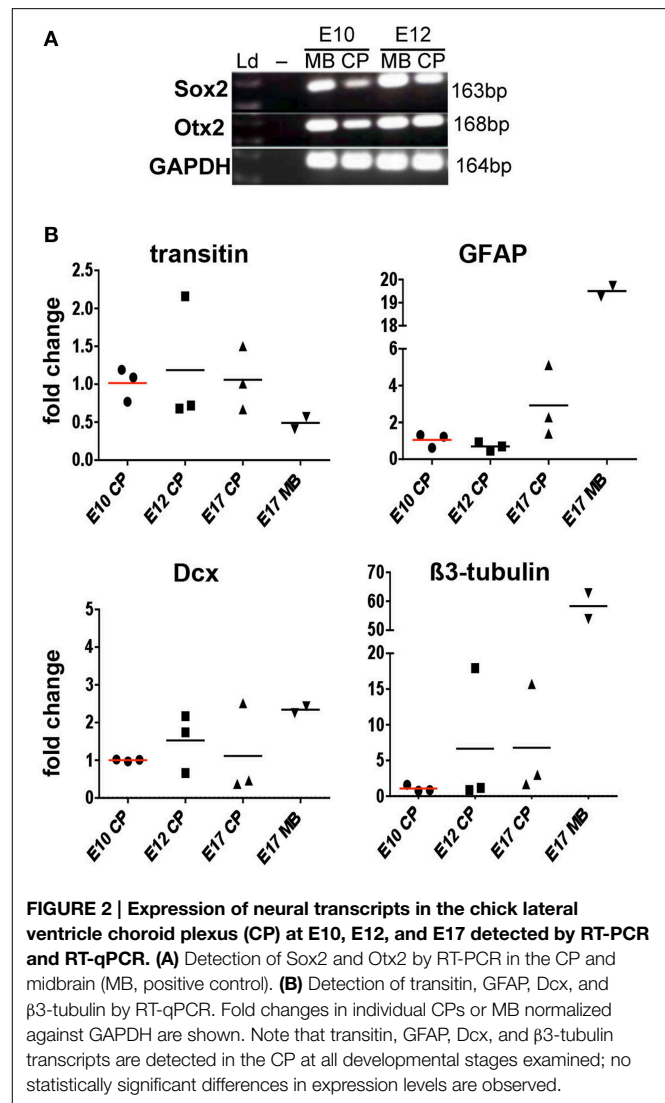 A
E10 E12
Ld – MB CP MB CP
Sox2 163bp
Otx2 168bp
GAPDH 164bp
B
transitin
fold change
2.5
2.0
1.5
1.0
0.5
0.0
E10 CP
E12 CP
E17 CP
E17 MB
GFAP
20
19
18
6
4
2
0
E10 CP
E12 CP
E17 CP
E17 MB
Dcx
fold change
5
4
3
2
1
0
E10 CP
E12 CP
E17 CP
E17 MB
ß3-tubulin
70
60
50
20
15
10
5
0
E10 CP
E12 CP
E17 CP
E17 MB
FIGURE 2 | Expression of neural transcripts in the chick lateral
ventricle choroid plexus (CP) at E10, E12, and E17 detected by RT-PCR
and RT-qPCR. (A) Detection of Sox2 and Otx2 by RT-PCR in the CP and
midbrain (MB, positive control). (B) Detection of transitin, GFAP, Dcx, and
β3-tubulin by RT-qPCR. Fold changes in individual CPs or MB normalized
against GAPDH are shown. Note that transitin, GFAP, Dcx, and β3-tubulin
transcripts are detected in the CP at all developmental stages examined; no
statistically significant differences in expression levels are observed.